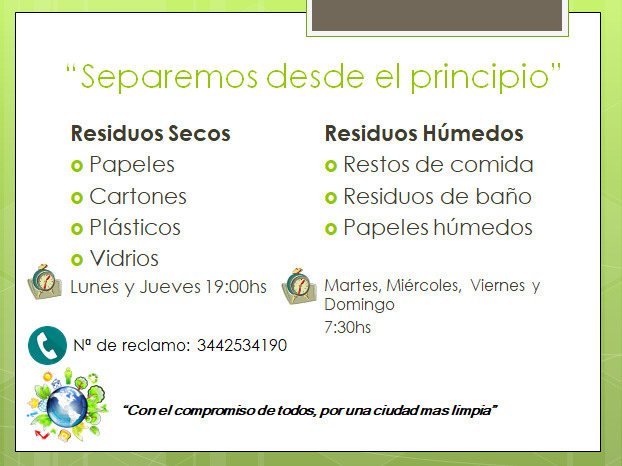 “Separemos desde el principio”
Residuos Secos
Papeles
Cartones
Plásticos
Vidrios
Lunes y Jueves 19:00hs
Residuos Húmedos
Restos de comida
Residuos de baño
Papeles húmedos
Martes, Miércoles, Viernes y
Domingo
7:30hs
Nª de reclamo: 3442534190
“Con el compromiso de todos, por una ciudad mas limpia”